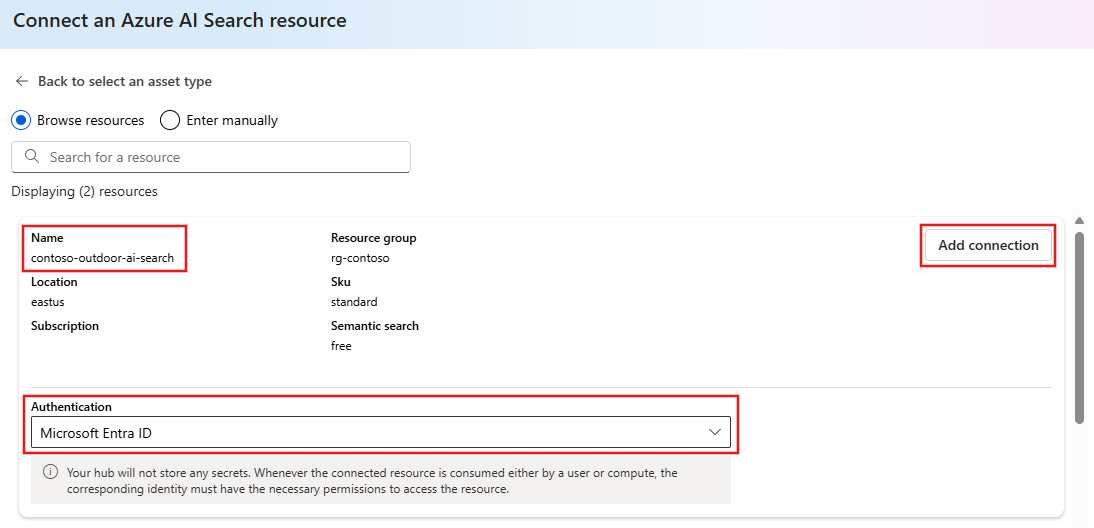 Connect an Azure AI Search resource
Back to select an asset type
Browse resources Enter manually
Search for a resource
Displaying (2) resources
Name Resource group
contoso-outdoor-ai-search rg-contoso
Add connection
Location Sku
eastus standard
Subscription Semantic search
free
Authentication
Microsoft Entra ID
Your hub will not store any secrets. Whenever the connected resource is consumed either by a user or compute, the
corresponding identity must have the necessary permissions to access the resource.